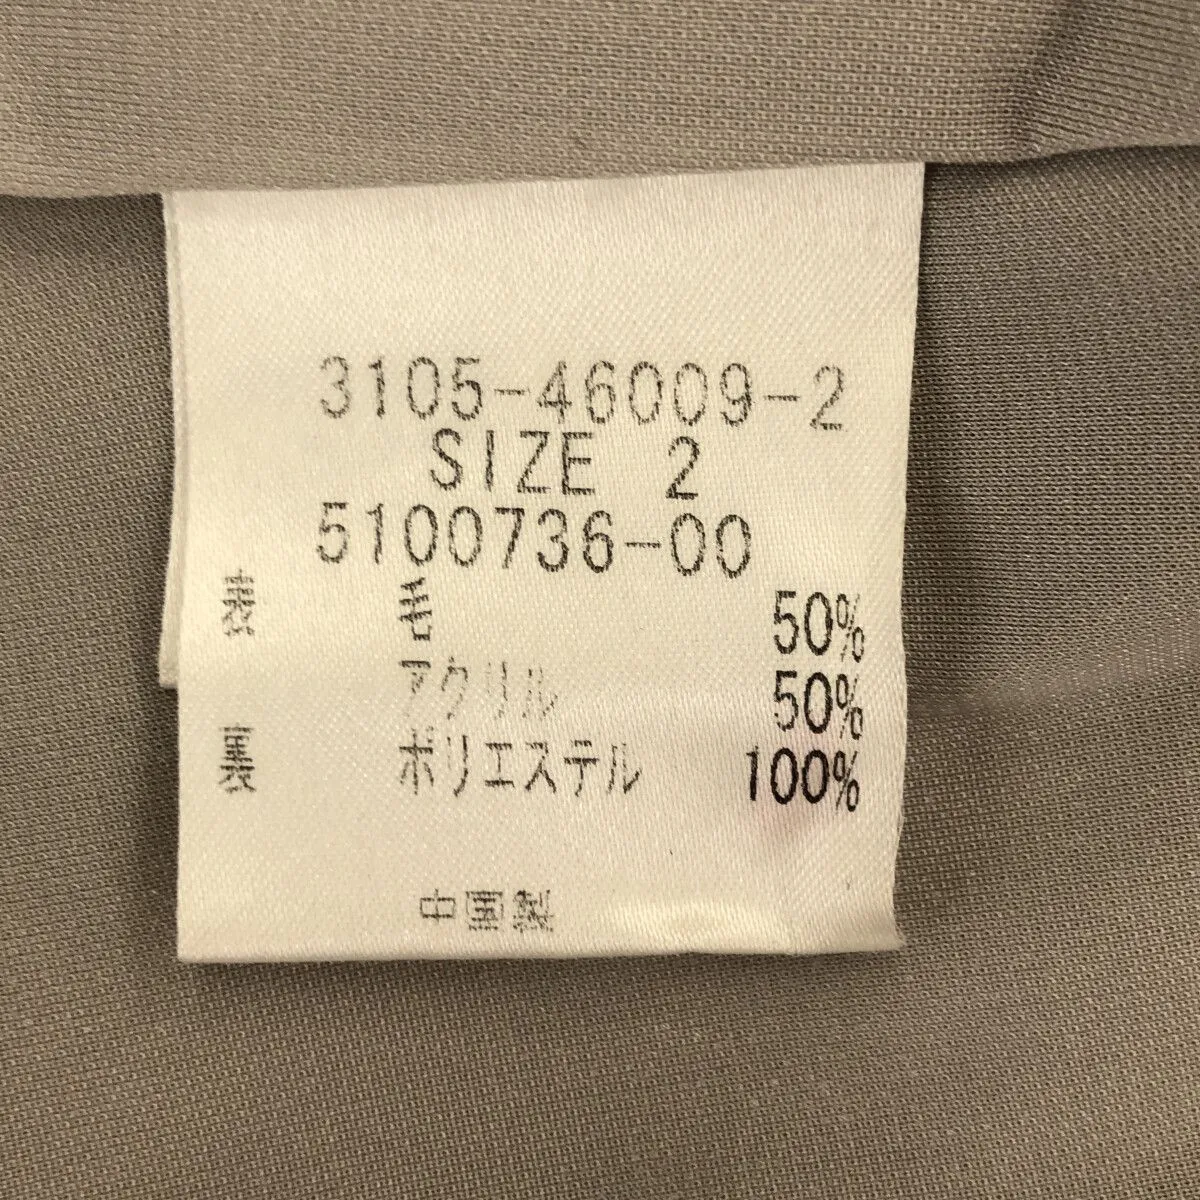 3105-46009-2
SIZE 2
5100736-00
表 毛 50%
アクリル 50%
裏 ポリエステル 100%
中国製